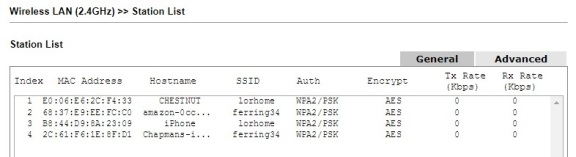 Wireless LAN (2.4GHz) >> Station List
Station List
General Advanced
Index MAC Address Hostname SSID Auth Encrypt Tx Rate (Kbps) Rx Rate (Kbps)
1 E0:06:E6:2C:F4:33 CHESTNUT lorhome WPA2/PSK AES 0 0
2 68:37:E9:EE:FC:C0 amazon-0cc... ferring34 WPA2/PSK AES 0 0
3 B8:44:D9:8A:23:09 iPhone lorhome WPA2/PSK AES 0 0
4 2C:61:F6:1E:8F:D1 Chapmans-i... ferring34 WPA2/PSK AES 0 0